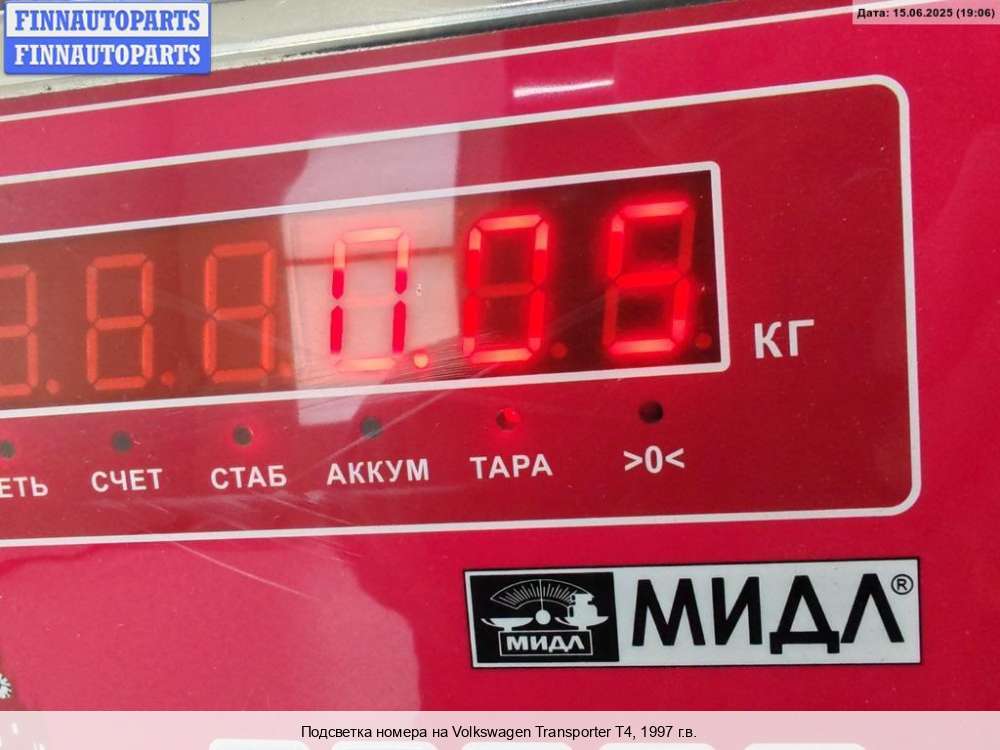 FINNAUTOPARTS
FINNAUTOPARTS
Дата: 15.06.2025 (19:06)
0.05
КГ
СЧЕТ СТАБ АККУМ ТАРА >0<
МИДЛ МИДЛ®
Подсветка номера на Volkswagen Transporter T4, 1997 г.в.